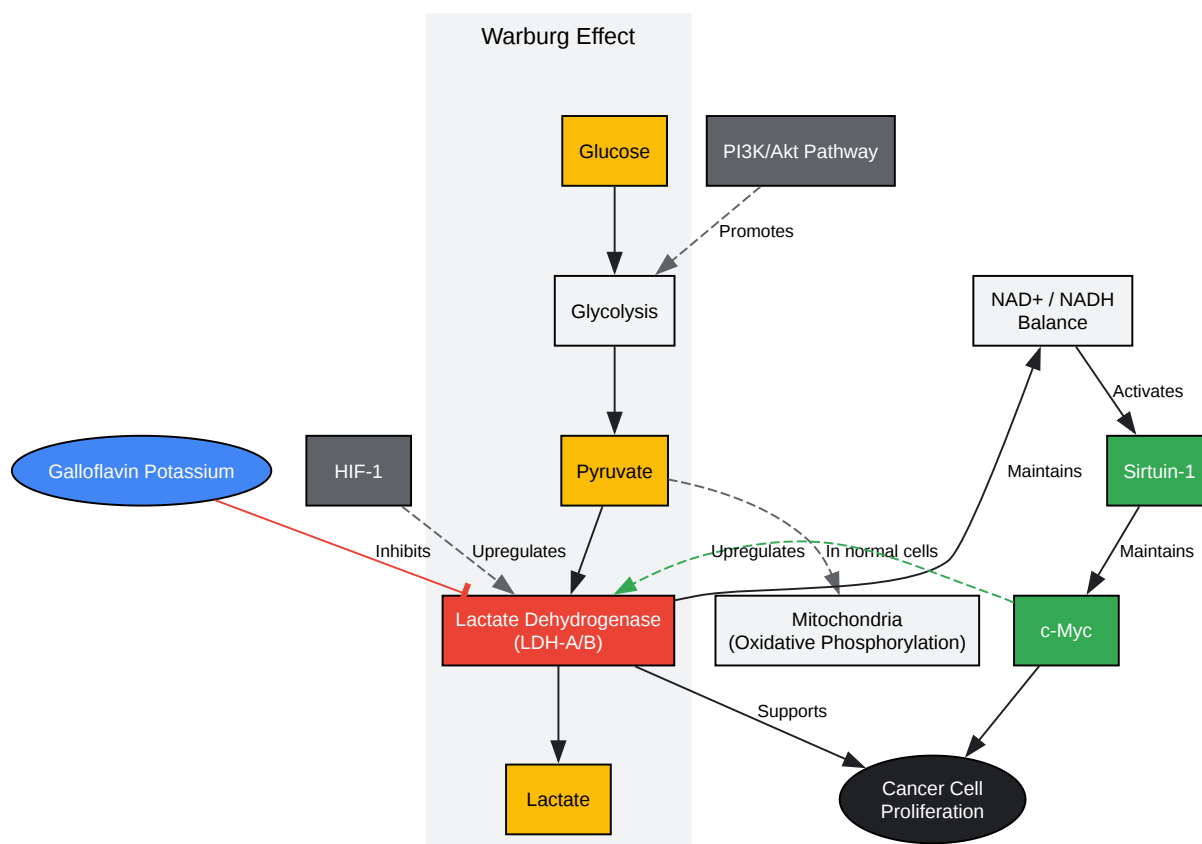 Warburg Effect
Glucose
PI3K/Akt Pathway
Promotes
Glycolysis
NAD+ / NADH
Balance
Activates
Galloflavin Potassium
HIF-1
Pyruvate
Maintains
Sirtuin-1
Inhibits
Upregulates
Upregulates
In normal cells
Maintains
Lactate Dehydrogenase
(LDH-A/B)
Mitochondria
(Oxidative Phosphorylation)
c-Myc
Supports
Lactate
Cancer Cell
Proliferation